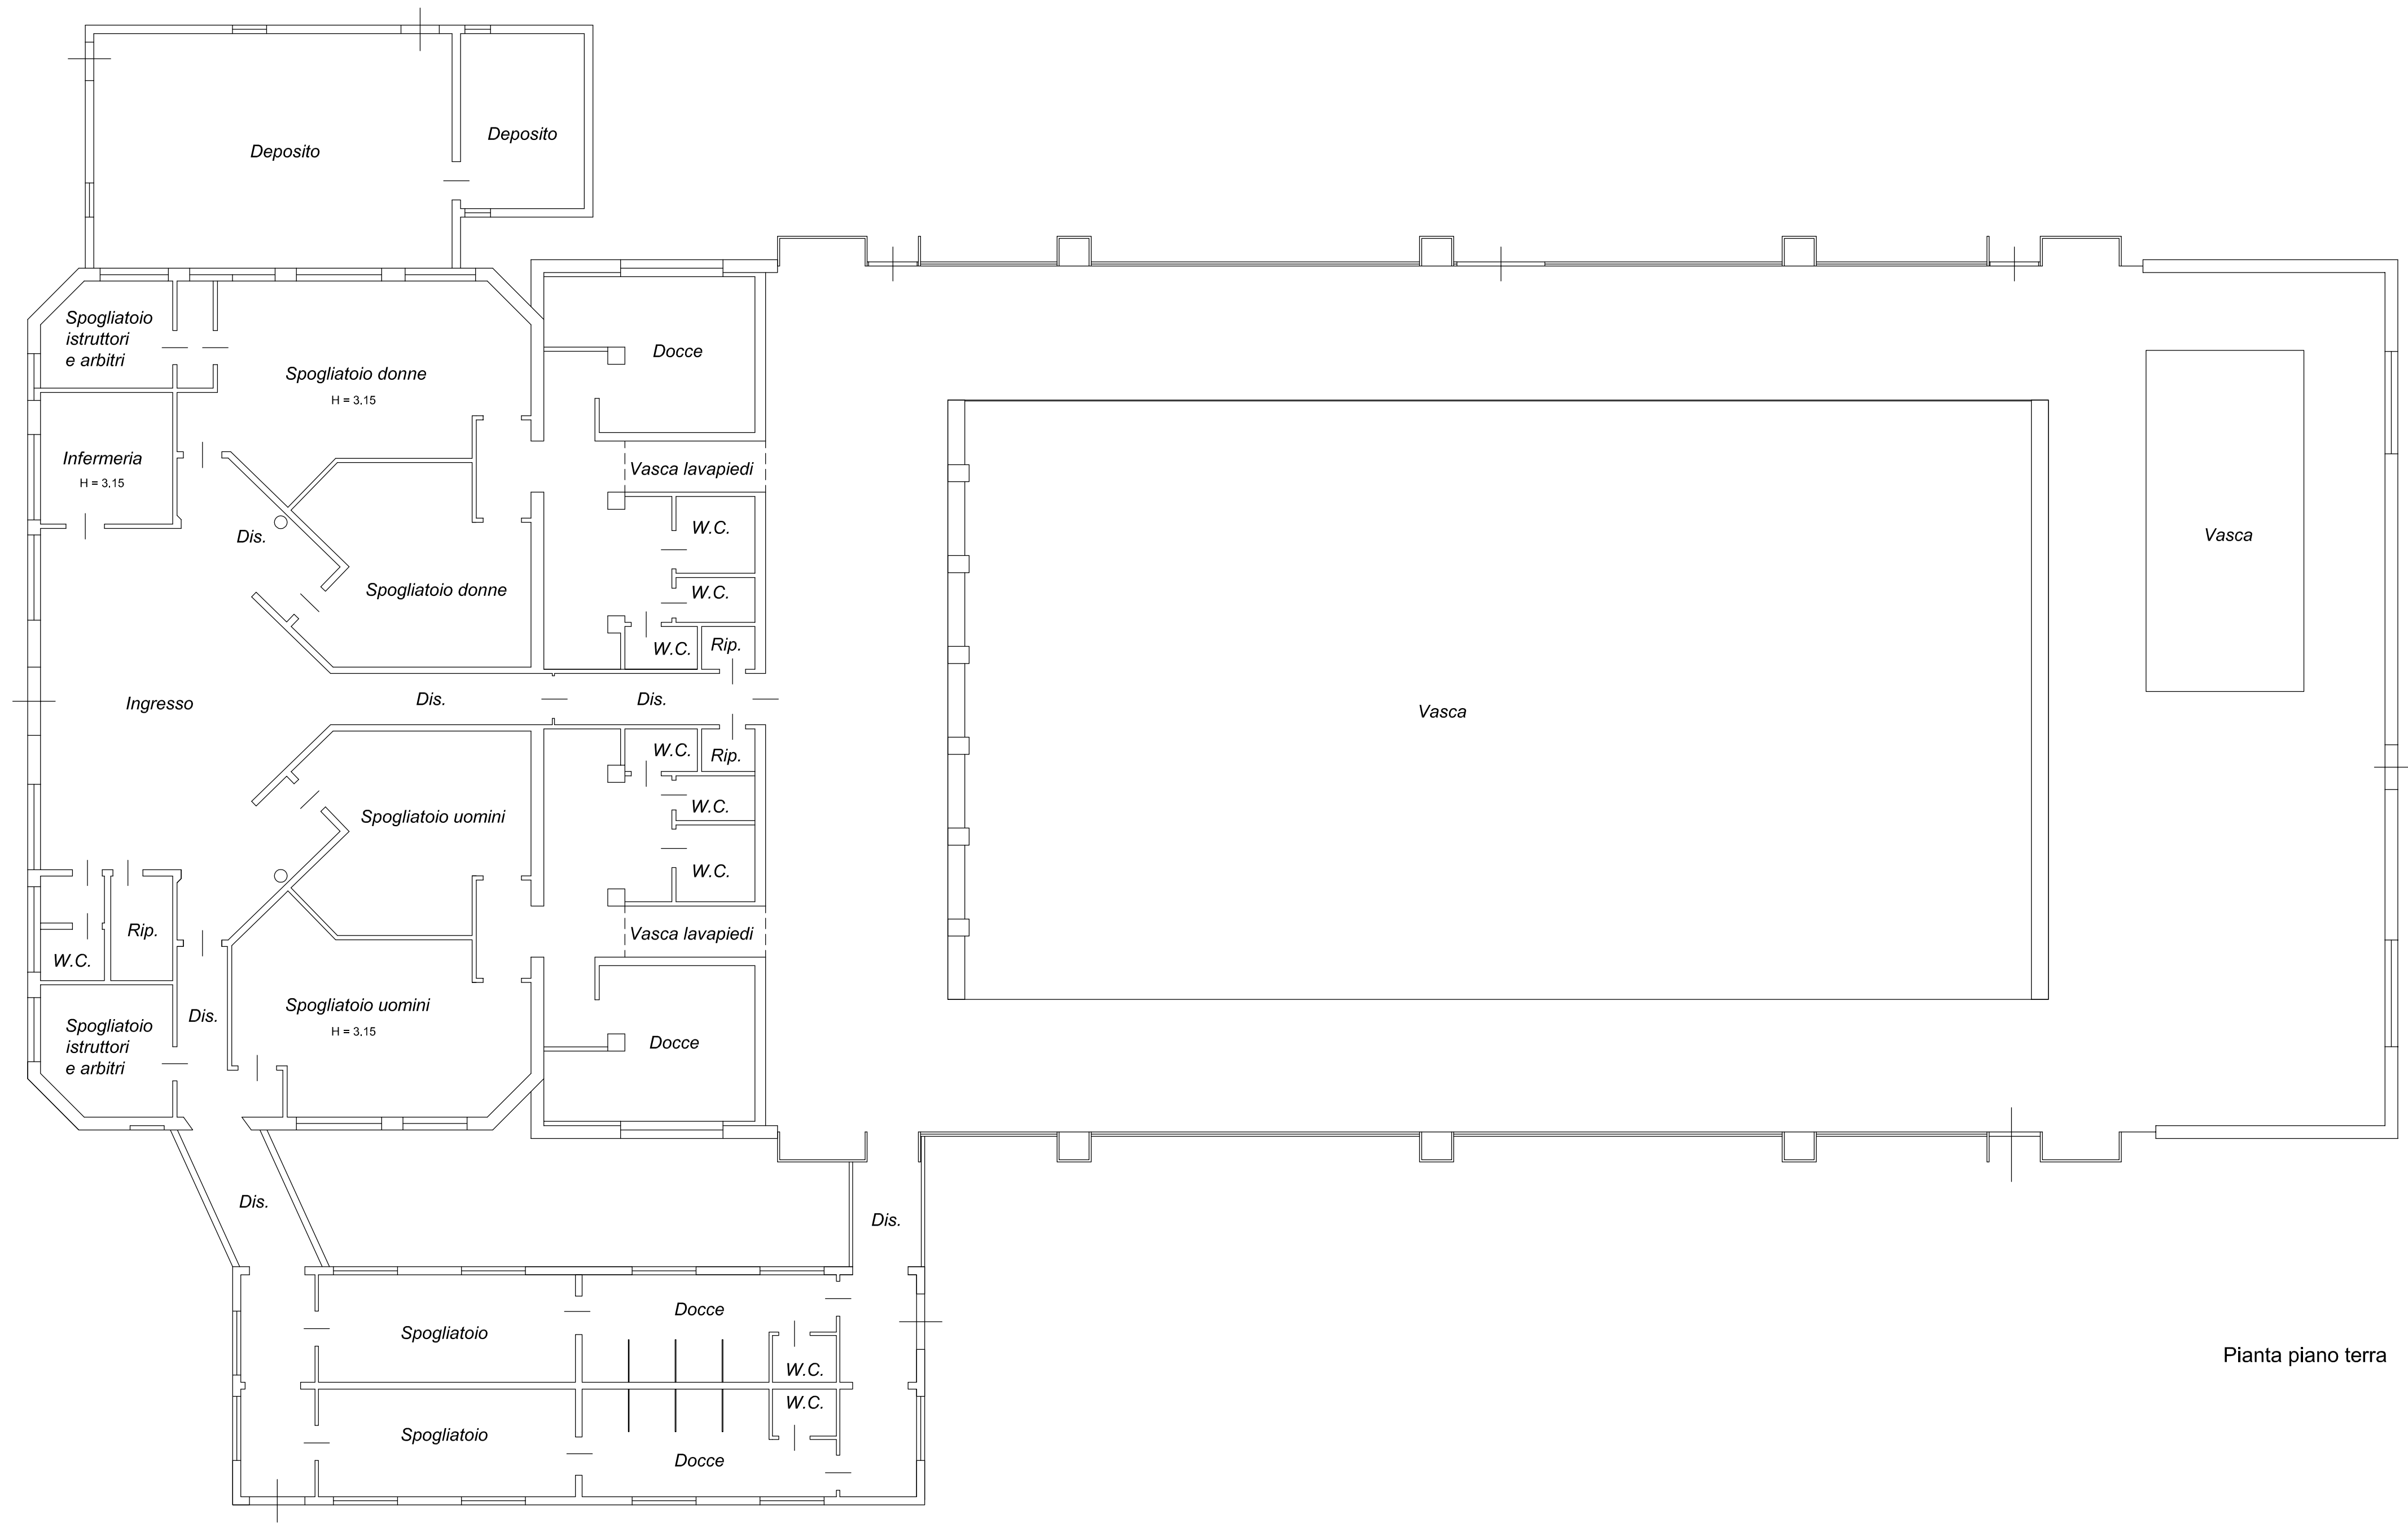 Deposito
Deposito
Spogliatoio
istruttori
e arbitri
Spogliatoio donne
H = 3.15
Docce
Infermeria
H = 3.15
Vasca lavapiedi
Dis.
W.C.
Spogliatoio donne
W.C.
W.C.
Rip.
Vasca
Ingresso
Dis.
Dis.
Vasca
W.C.
Rip.
Spogliatoio uomini
W.C.
W.C.
Rip.
W.C.
Vasca lavapiedi
Spogliatoio uomini
H = 3.15
Dis.
Spogliatoio
istruttori
e arbitri
Docce
Dis.
Dis.
Spogliatoio
Docce
W.C.
W.C.
Spogliatoio
Docce
Pianta piano terra